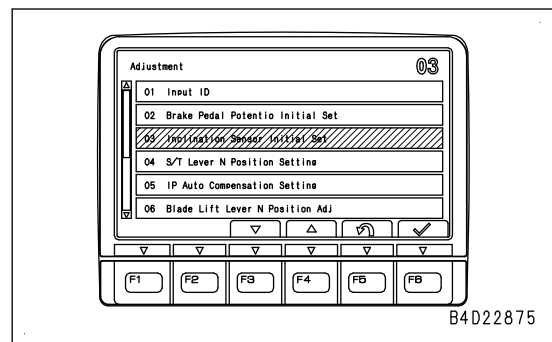 Adjustment 03
01 Input ID
02 Brake Pedal Potentio Initial Set
03 Inclination Sensor Initial Set
04 S/T Lever N Position Setting
05 IP Auto Compensation Setting
06 Blade Lift Lever N Position Adj
F1 F2 F3 F4 F5 F6
B4D22875